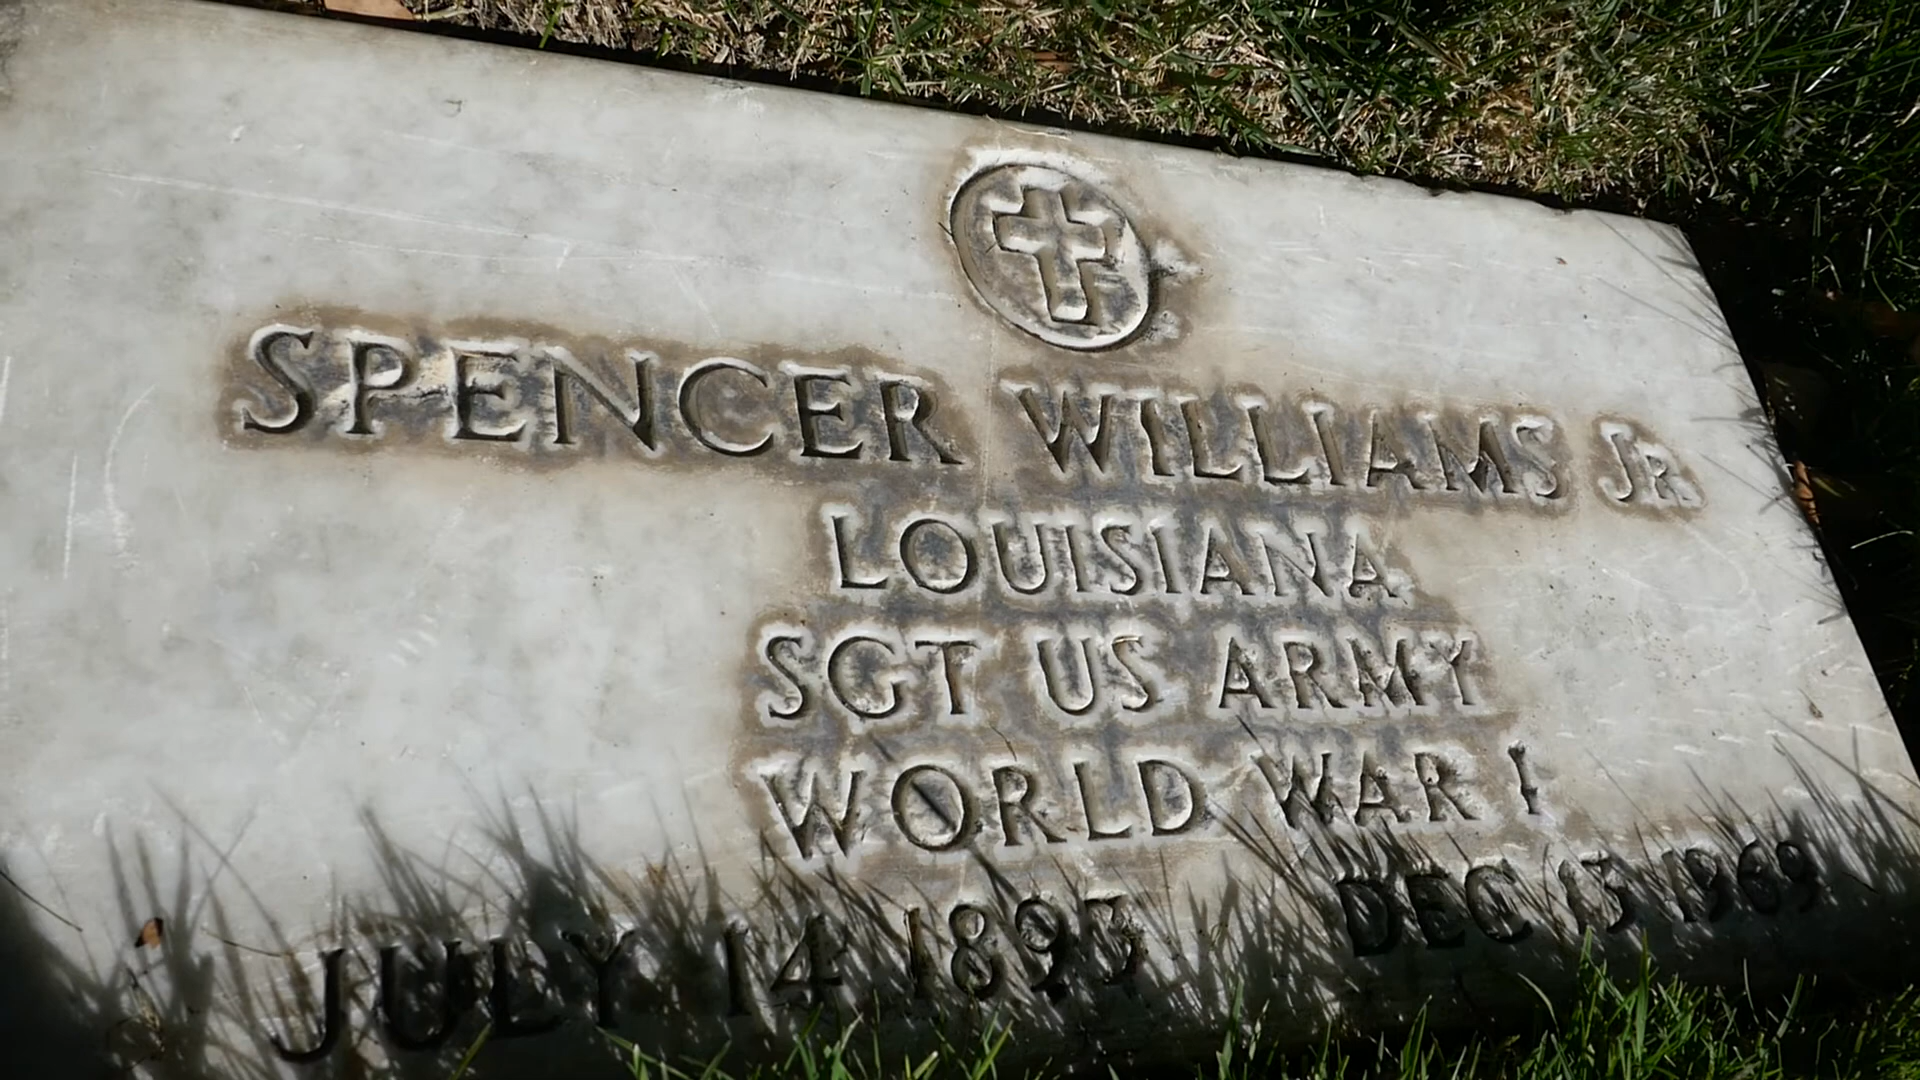 SPENCER WILLIAMS JR
LOUISIANA
SGT US ARMY
WORLD WAR I
JULY 14 1893 DEC 13 1969